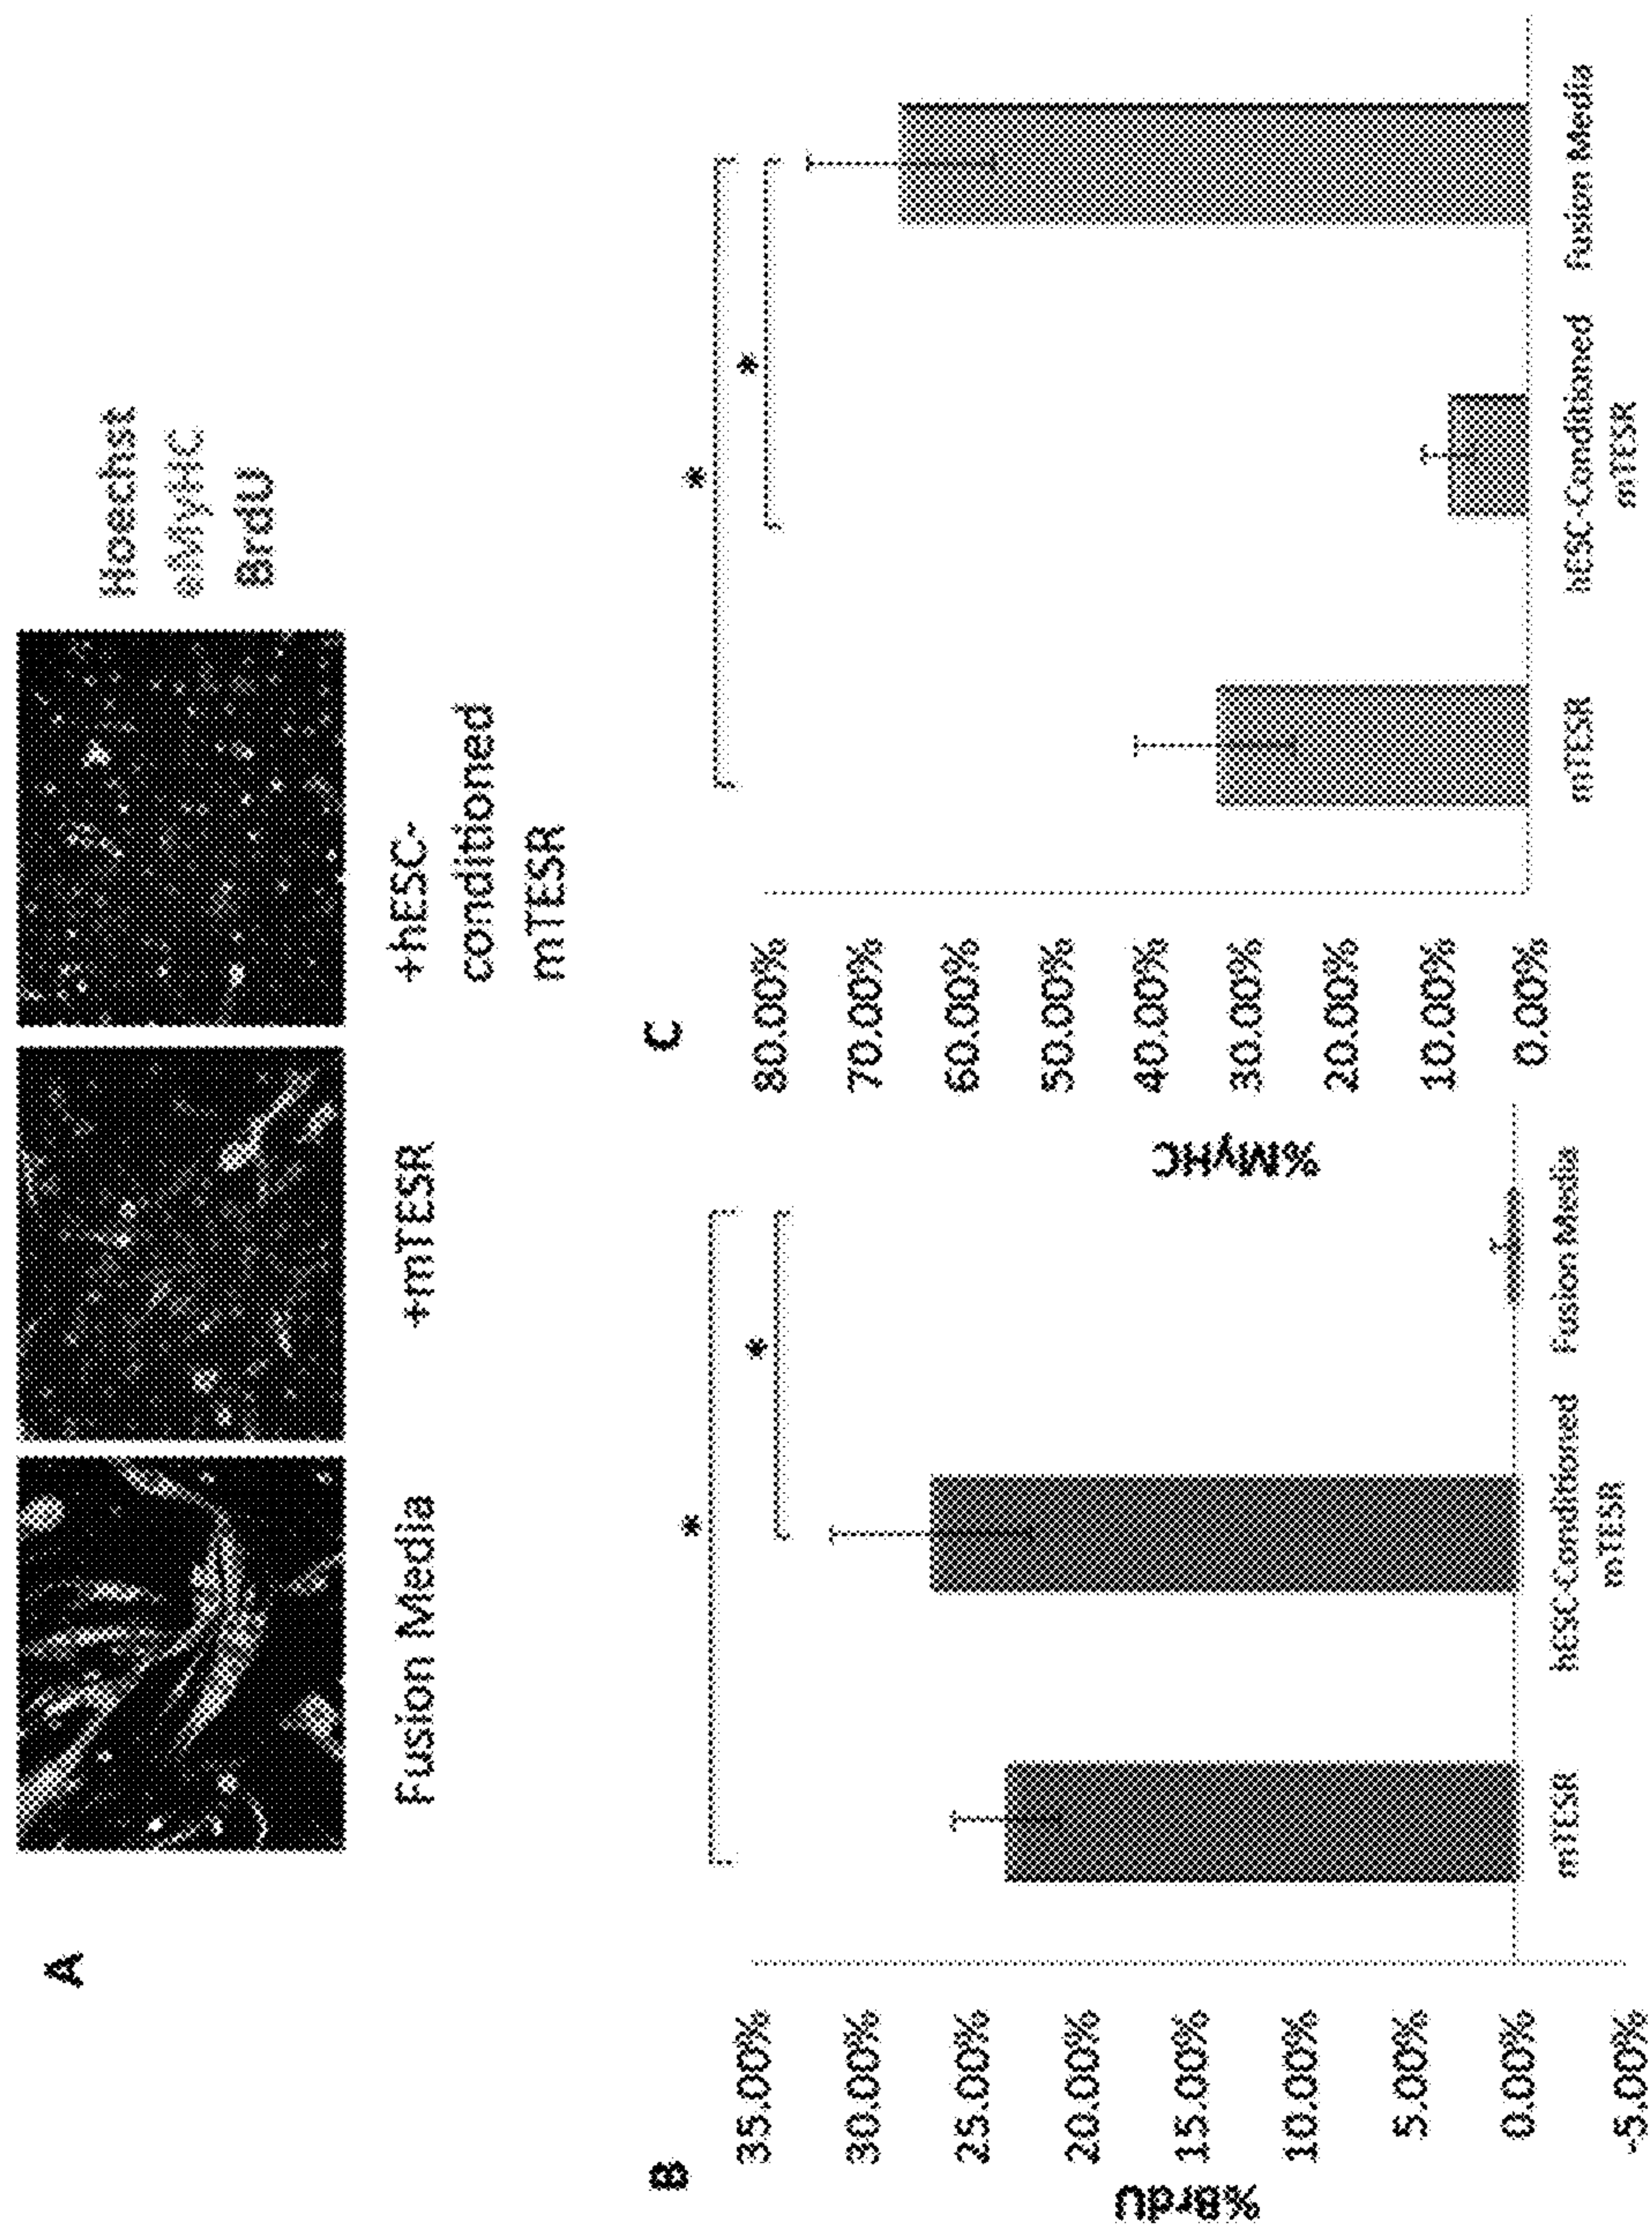 A
Fusion Media
+mTESR
+hESC-
conditioned
mTESR
Hoechst
eMyHC
BrdU
B
%BrdU
35.00%
30.00%
25.00%
20.00%
15.00%
10.00%
5.00%
0.00%
-5.00%
*
*
mTESR
hESC-Conditioned
mTESR
Fusion Media
C
%MyHC
80.00%
70.00%
60.00%
50.00%
40.00%
30.00%
20.00%
10.00%
0.00%
*
*
mTESR
hESC-Conditioned
mTESR
Fusion Media